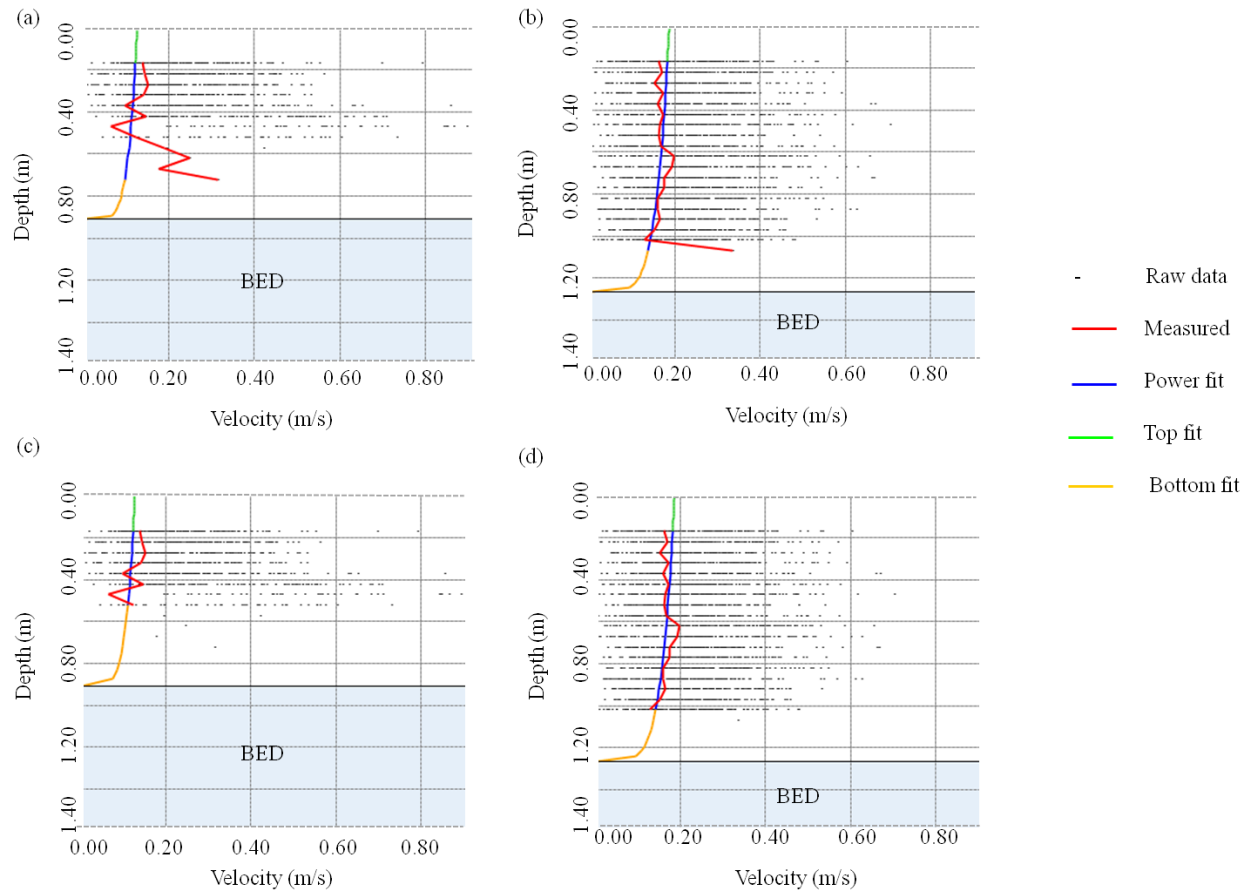 (a)
0.00
0.40
0.80
1.20
1.40
Depth (m)
BED
0.00 0.20 0.40 0.60 0.80
Velocity (m/s)
(b)
0.00
0.40
0.80
1.20
1.40
Depth (m)
BED
0.00 0.20 0.40 0.60 0.80
Velocity (m/s)
(c)
0.00
0.40
0.80
1.20
1.40
Depth (m)
BED
0.00 0.20 0.40 0.60 0.80
Velocity (m/s)
(d)
0.00
0.40
0.80
1.20
1.40
Depth (m)
BED
0.00 0.20 0.40 0.60 0.80
Velocity (m/s)
Raw data
Measured
Power fit
Top fit
Bottom fit